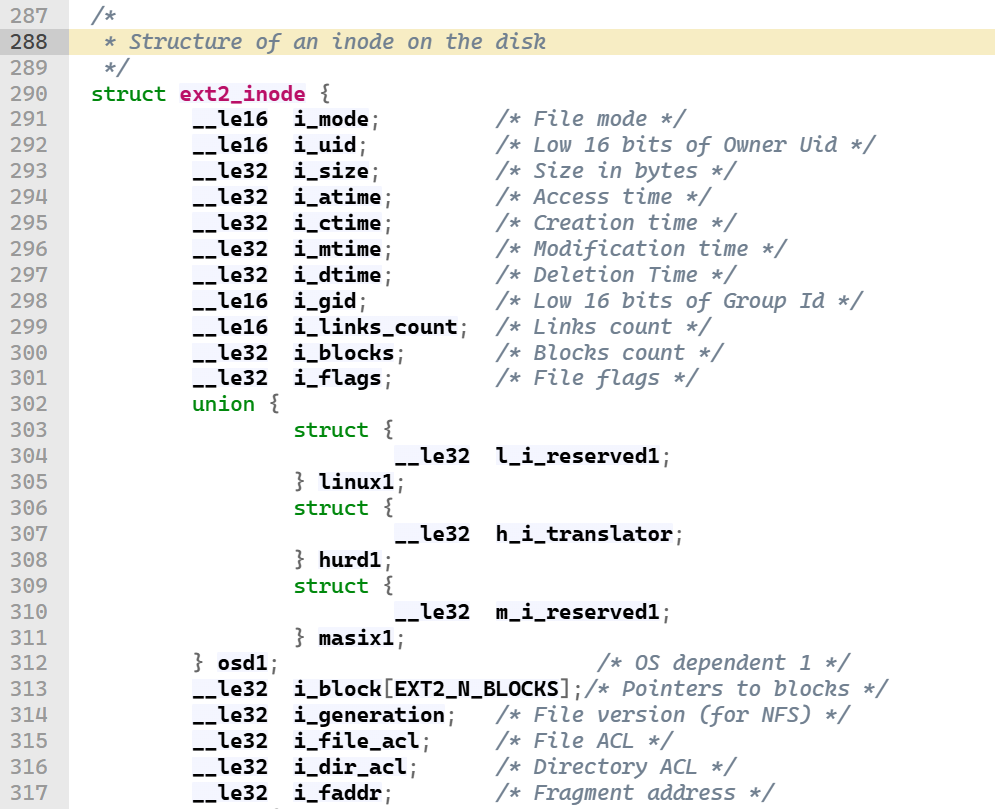 287 /*
288 * Structure of an inode on the disk
289 */
290 struct ext2_inode {
291 __le16 i_mode; /* File mode */
292 __le16 i_uid; /* Low 16 bits of Owner Uid */
293 __le32 i_size; /* Size in bytes */
294 __le32 i_atime; /* Access time */
295 __le32 i_ctime; /* Creation time */
296 __le32 i_mtime; /* Modification time */
297 __le32 i_dtime; /* Deletion Time */
298 __le16 i_gid; /* Low 16 bits of Group Id */
299 __le16 i_links_count; /* Links count */
300 __le32 i_blocks; /* Blocks count */
301 __le32 i_flags; /* File flags */
302 union {
303 struct {
304 __le32 l_i_reserved1;
305 } linux1;
306 struct {
307 __le32 h_i_translator;
308 } hurd1;
309 struct {
310 __le32 m_i_reserved1;
311 } masix1;
312 } osd1; /* OS dependent 1 */
313 __le32 i_block[EXT2_N_BLOCKS];/* Pointers to blocks */
314 __le32 i_generation; /* File version (for NFS) */
315 __le32 i_file_acl; /* File ACL */
316 __le32 i_dir_acl; /* Directory ACL */
317 __le32 i_faddr; /* Fragment address */